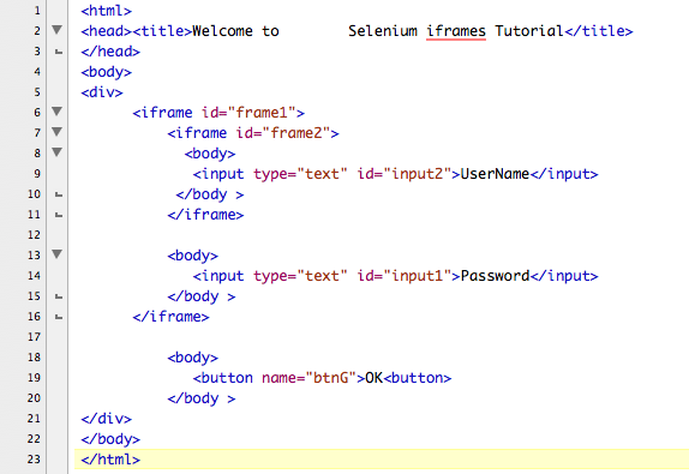 1 <html>
2 <head><title>Welcome to        Selenium iframes Tutorial</title>
3 </head>
4 <body>
5 <div>
6       <iframe id="frame1">
7           <iframe id="frame2">
8             <body>
9              <input type="text" id="input2">UserName</input>
10            </body >
11          </iframe>
12
13          <body>
14             <input type="text" id="input1">Password</input>
15          </body >
16      </iframe>
17
18          <body>
19             <button name="btnG">OK<button>
20          </body >
21 </div>
22 </body>
23 </html>